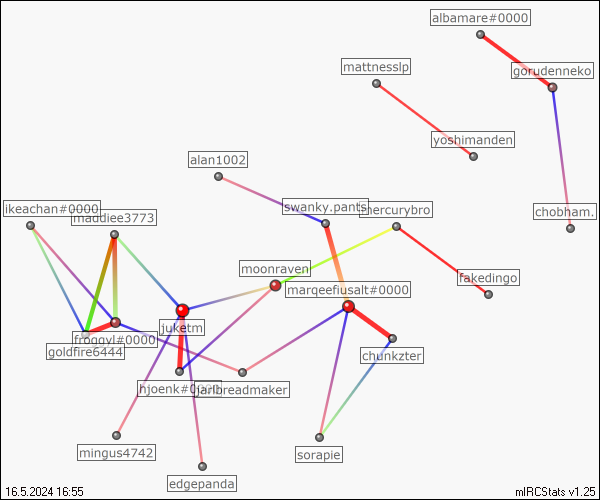 albamare#0000
mattnesslp
gorudenneko
yoshimanden
alan1002
ikeachan#0000
swanky.pants
mercurybro
chobham.
maddiee3773
moonraven
fakedingo
marqeefiusalt#0000
juketm
froggyl#0000
goldfire6444
chunkzter
hjoenk#0000
jarlbreadmaker
mingus4742
sorapie
edgepanda
16.5.2024 16:55
mIRCStats v1.25